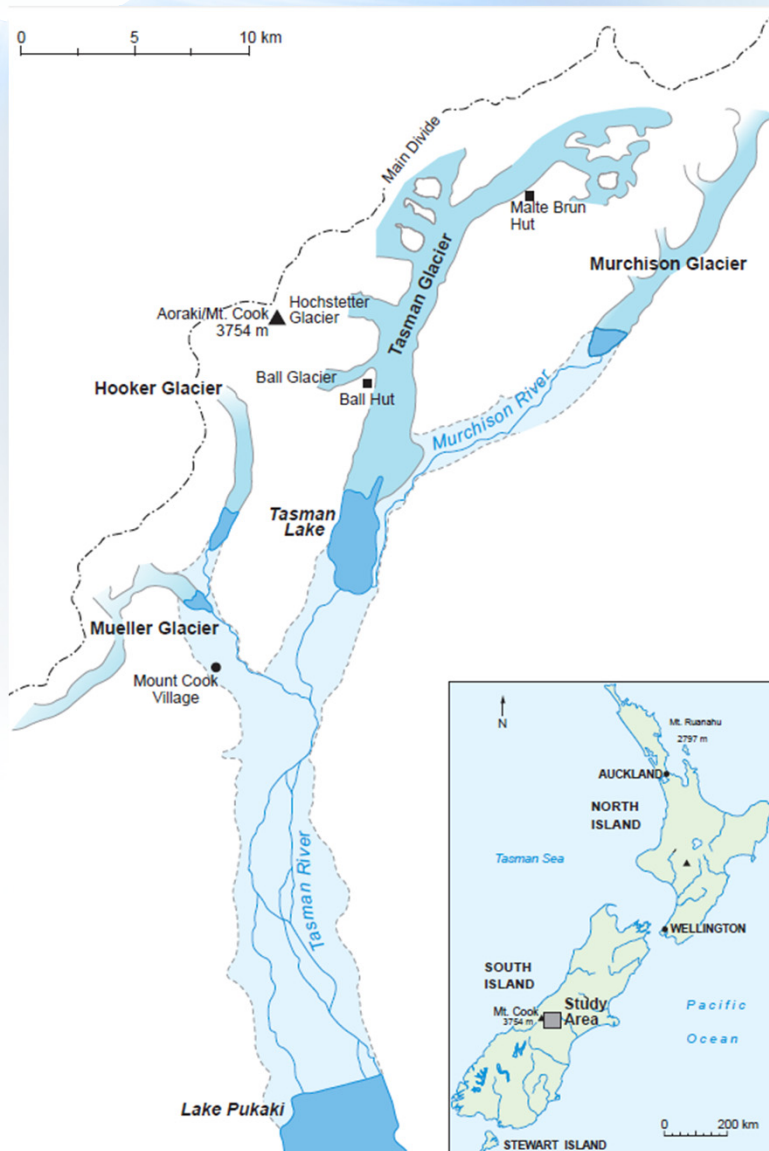 0
5
10 km
Main Divide
Malte Brun
Hut
Tasman Glacier
Murchison Glacier
Hochstetter
Glacier
Aoraki/Mt. Cook
3754 m
Ball Glacier
Ball Hut
Hooker Glacier
Murchison River
Tasman
Lake
Mueller Glacier
Mount Cook
Village
Tasman River
Lake Pukaki
N
Mt. Ruanahu
2797 m
AUCKLAND
NORTH
ISLAND
Tasman Sea
WELLINGTON
SOUTH
ISLAND
Mt. Cook
3754 m
Study
Area
Pacific
Ocean
0
200 km
STEWART ISLAND